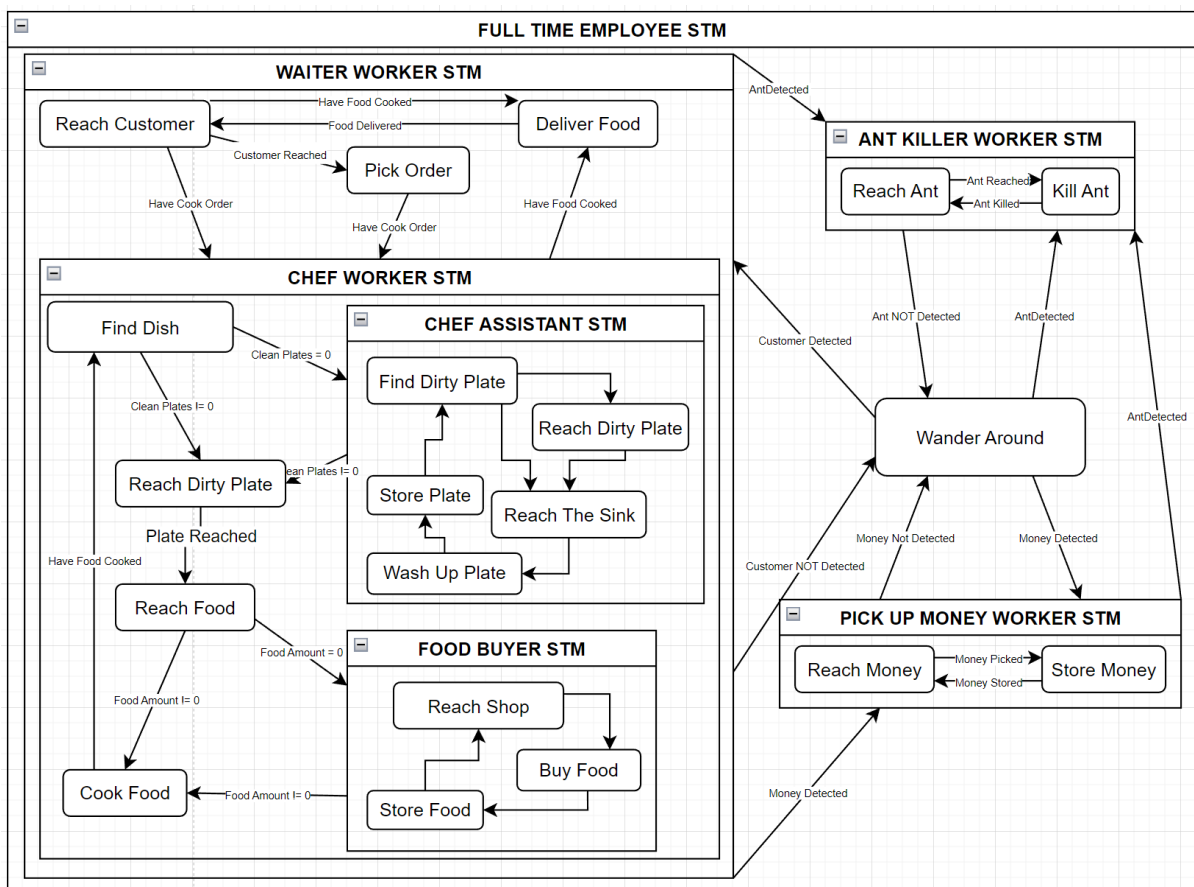 FULL TIME EMPLOYEE STM
WAITER WORKER STM
Reach Customer
Have Food Cooked
Food Delivered
Deliver Food
Customer Reached
Pick Order
Have Cook Order
Have Cook Order
Have Food Cooked
CHEF WORKER STM
Find Dish
Clean Plates = 0
Clean Plates != 0
Reach Dirty Plate
Clean Plates != 0
Plate Reached
Have Food Cooked
Reach Food
Food Amount = 0
Food Amount != 0
Cook Food
Food Amount != 0
CHEF ASSISTANT STM
Find Dirty Plate
Reach Dirty Plate
Store Plate
Reach The Sink
Wash Up Plate
FOOD BUYER STM
Reach Shop
Buy Food
Store Food
AntDetected
ANT KILLER WORKER STM
Reach Ant
Ant Reached
Ant Killed
Kill Ant
Ant NOT Detected
AntDetected
Customer Detected
AntDetected
Wander Around
Money Not Detected
Money Detected
Customer NOT Detected
PICK UP MONEY WORKER STM
Reach Money
Money Picked
Money Stored
Store Money
Money Detected